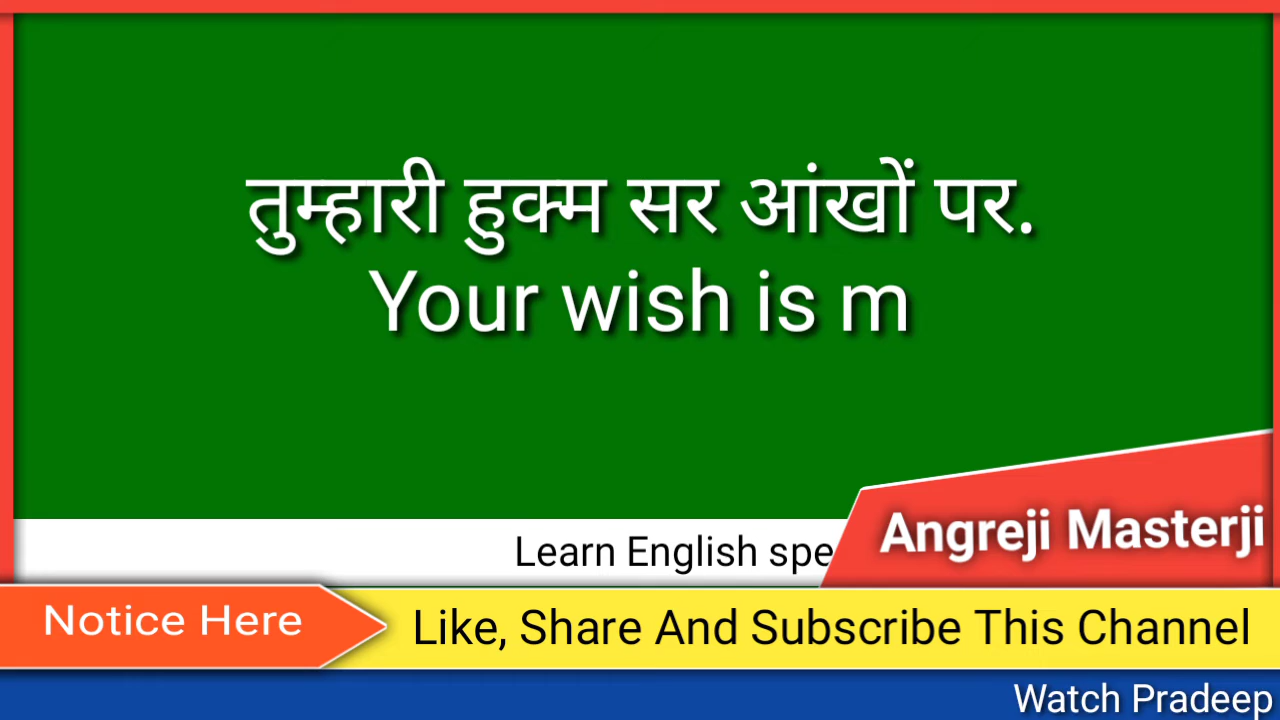 तुम्हारी हुक्म सर आंखों पर.
Your wish is m
Learn English spe
Angreji Masterji
Notice Here
Like, Share And Subscribe This Channel
Watch Pradeep